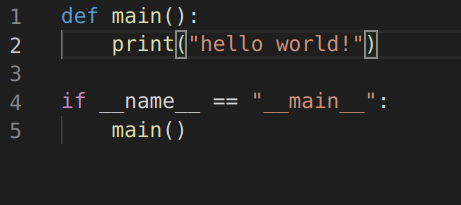 1 def main():
2     print("hello world!")
3
4 if __name__ == "__main__":
5     main()